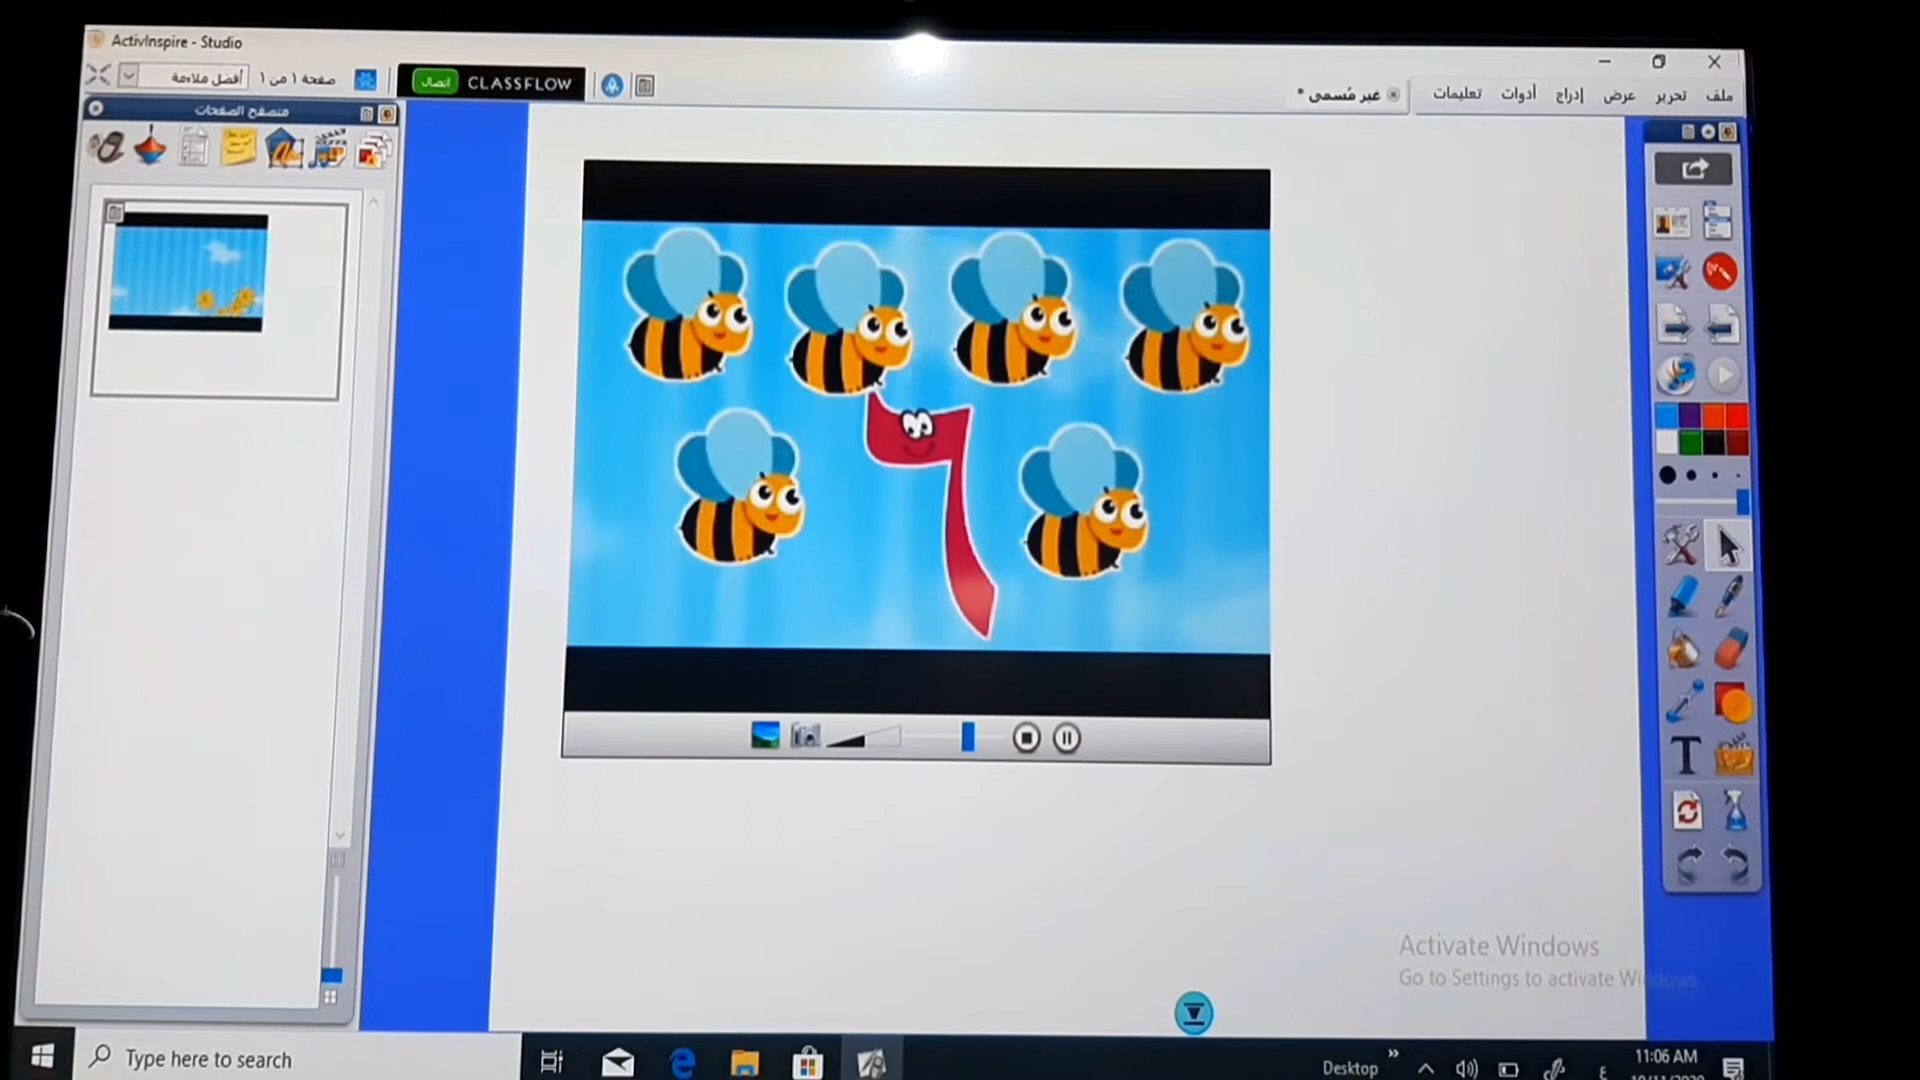 ActivInspire - Studio
أفضل ملاءمة
صفحة ١ من ١
اتصال CLASSFLOW
غير مُسمى *
ملف تحرير عرض إدراج أدوات تعليمات
متصفح الصفحات
٦
T
Activate Windows
Go to Settings to activate Windows.
Type here to search
Desktop
ع
11:06 AM